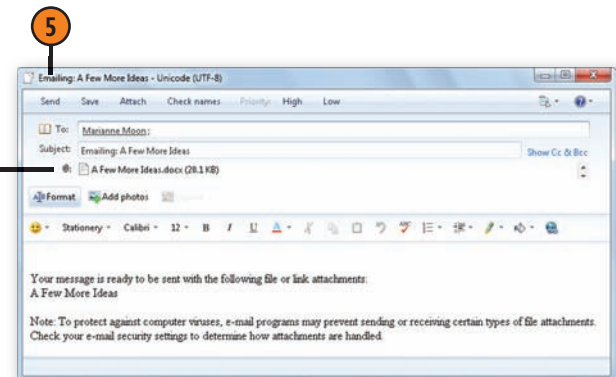 5
Emailing: A Few More Ideas - Unicode (UTF-8)
Send Save Attach Check names Priority: High Low
To: Marianne Moon;
Subject: Emailing: A Few More Ideas
Show Cc & Bcc
A Few More Ideas.docx (28.1 KB)
Format Add photos
Stationery Calibri 12 B I U A
Your message is ready to be sent with the following file or link attachments:
A Few More Ideas
Note: To protect against computer viruses, e-mail programs may prevent sending or receiving certain types of file attachments.
Check your e-mail security settings to determine how attachments are handled.